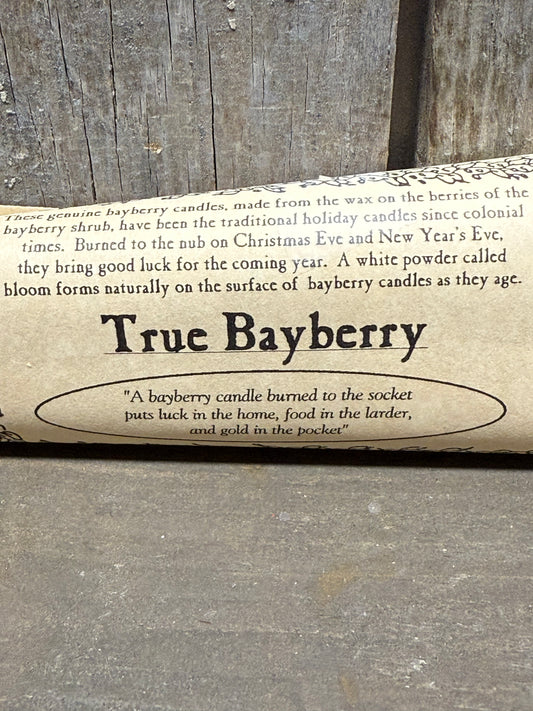 These genuine bayberry candles, made from the wax on the berries of the
bayberry shrub, have been the traditional holiday candles since colonial
times. Burned to the nub on Christmas Eve and New Year's Eve,
they bring good luck for the coming year. A white powder called
bloom forms naturally on the surface of bayberry candles as they age.
True Bayberry
"A bayberry candle burned to the socket
puts luck in the home, food in the larder,
and gold in the pocket"